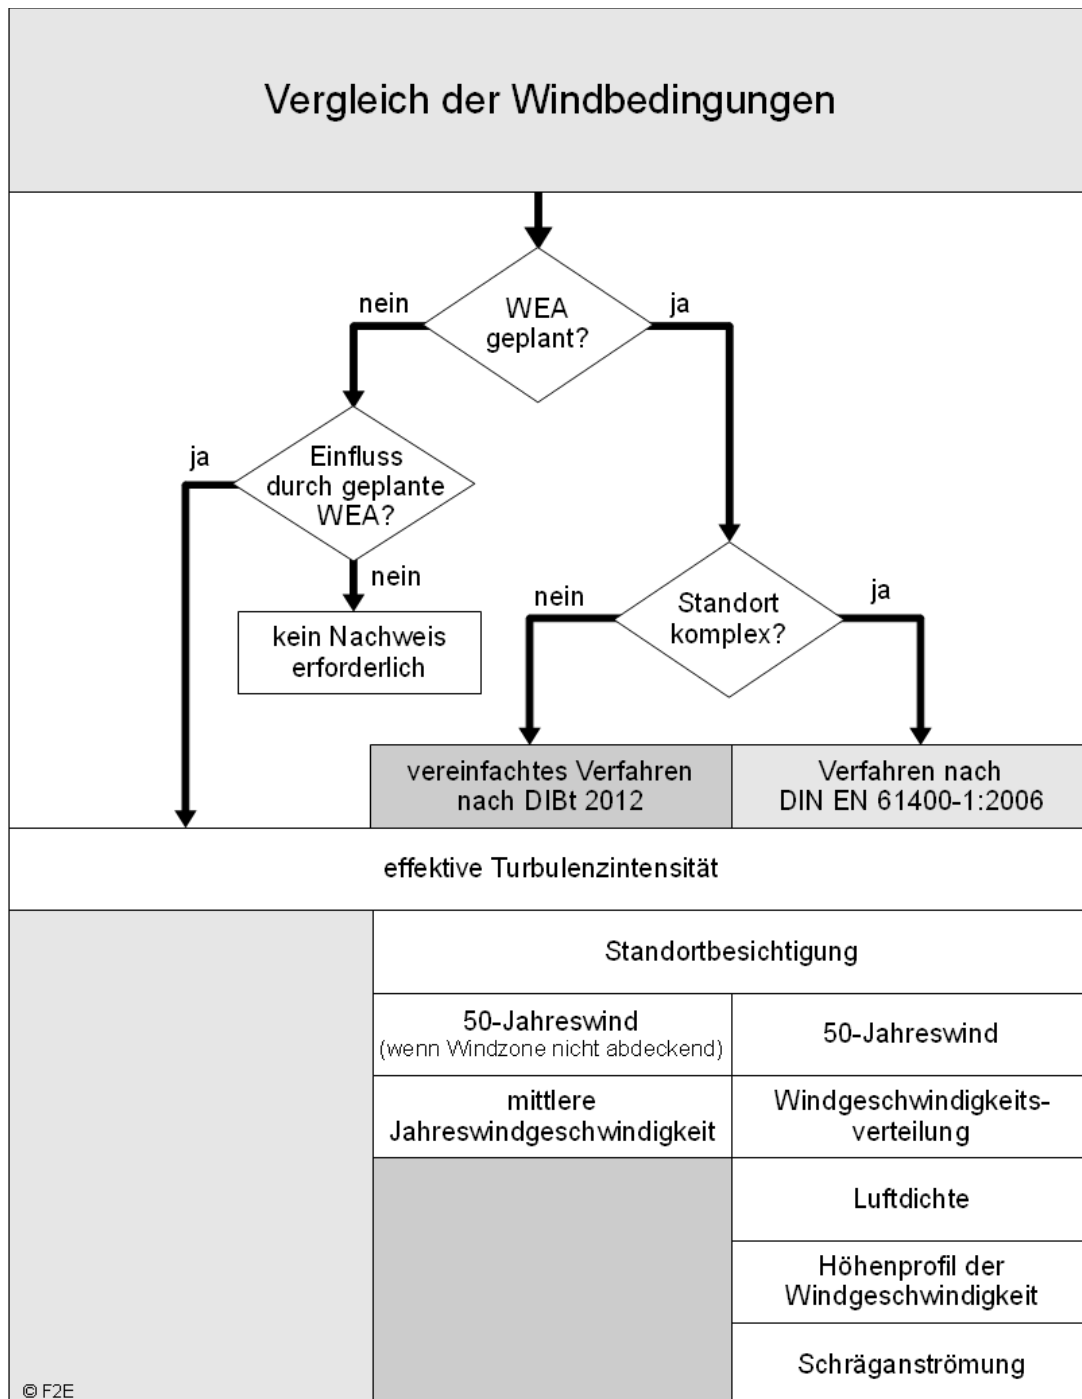 Vergleich der Windbedingungen
nein
WEA
geplant?
ja
ja
Einfluss
durch geplante
WEA?
nein
kein Nachweis
erforderlich
nein
Standort
komplex?
ja
vereinfachtes Verfahren
nach DIBt 2012
Verfahren nach
DIN EN 61400-1:2006
effektive Turbulenzintensität
Standortbesichtigung
50-Jahreswind
(wenn Windzone nicht abdeckend)
50-Jahreswind
mittlere
Jahreswindgeschwindigkeit
Windgeschwindigkeits-
verteilung
Luftdichte
Höhenprofil der
Windgeschwindigkeit
Schräganströmung
© F2E